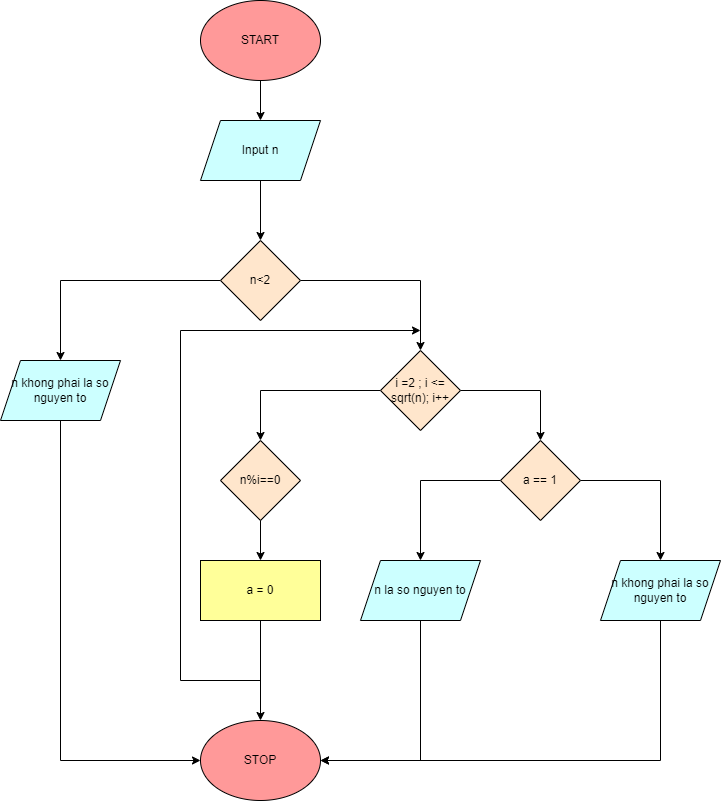 START
Input n
n<2
n khong phai la so
nguyen to
i =2 ; i <=
sqrt(n); i++
n%i==0
a == 1
a = 0
n la so nguyen to
n khong phai la so
nguyen to
STOP